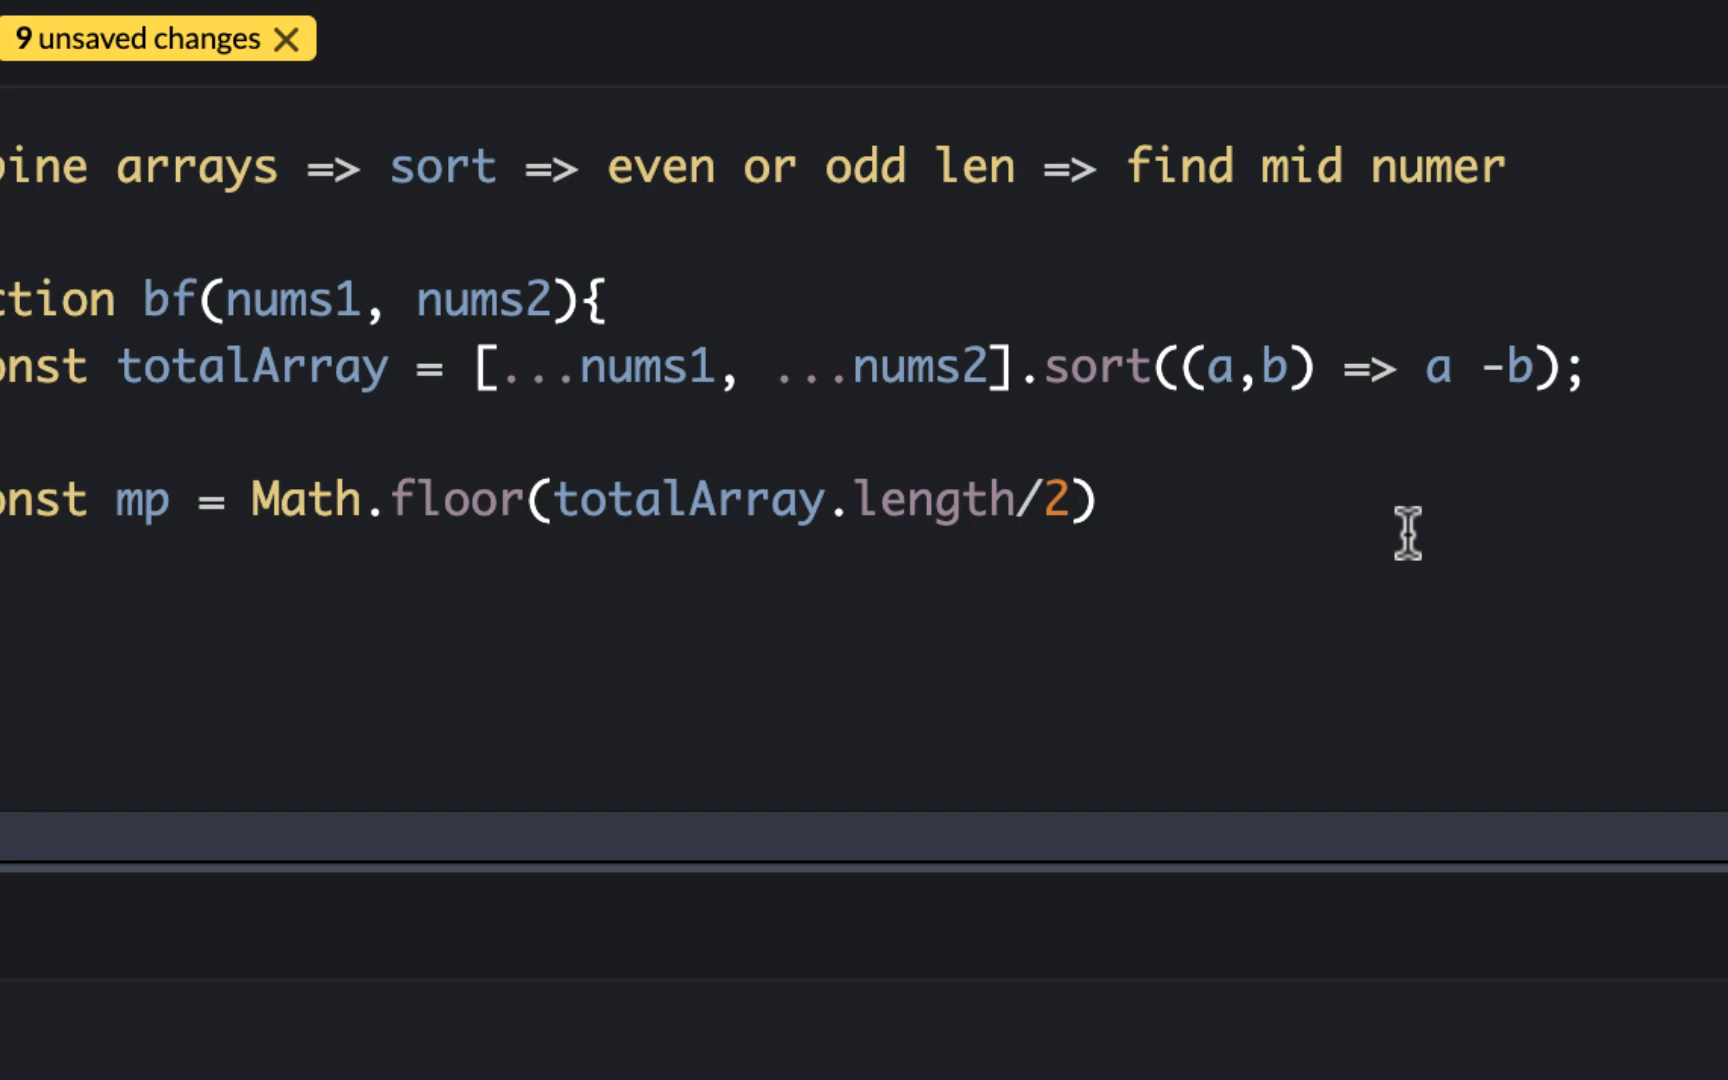 9 unsaved changes
ine arrays => sort => even or odd len => find mid numer
ction bf(nums1, nums2){
onst totalArray = [...nums1, ...nums2].sort((a,b) => a -b);
onst mp = Math.floor(totalArray.length/2)